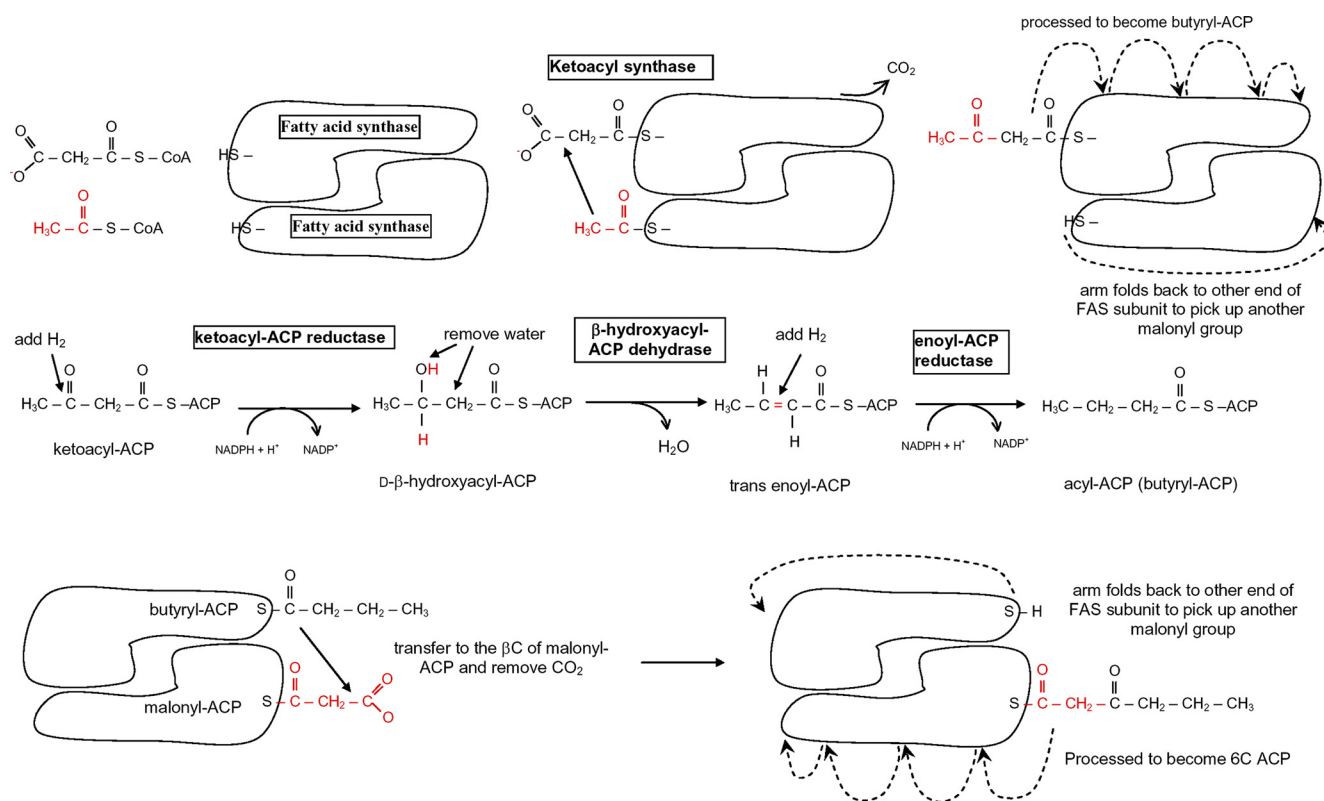 processed to become butyryl-ACP
Ketoacyl synthase
CO2
Fatty acid synthase
O O
C – CH2 – C – S – CoA
-O
HS –
O
H3C – C – S – CoA
Fatty acid synthase
HS –
O O
C – CH2 – C – S –
-O
O
H3C – C – S –
O O
H3C – C – CH2 – C – S –
HS –
arm folds back to other end of
FAS subunit to pick up another
malonyl group
add H2
ketoacyl-ACP reductase
remove water
β-hydroxyacyl-
ACP dehydrase
add H2
enoyl-ACP
reductase
O O
H3C – C – CH2 – C – S –ACP
ketoacyl-ACP
NADPH + H+ NADP+
OH O
H3C – C – CH2 – C – S –ACP
H
D-β-hydroxyacyl-ACP
H2O
H O
H3C – C = C – C – S –ACP
H
trans enoyl-ACP
NADPH + H+ NADP+
O
H3C – CH2 – CH2 – C – S –ACP
acyl-ACP (butyryl-ACP)
O
butyryl-ACP S – C – CH2 – CH2 – CH3
transfer to the βC of malonyl-
ACP and remove CO2
O O
malonyl-ACP S – C – CH2 – C
O
S – H
arm folds back to other end of
FAS subunit to pick up another
malonyl group
O O
S – C – CH2 – C – CH2 – CH2 – CH3
Processed to become 6C ACP